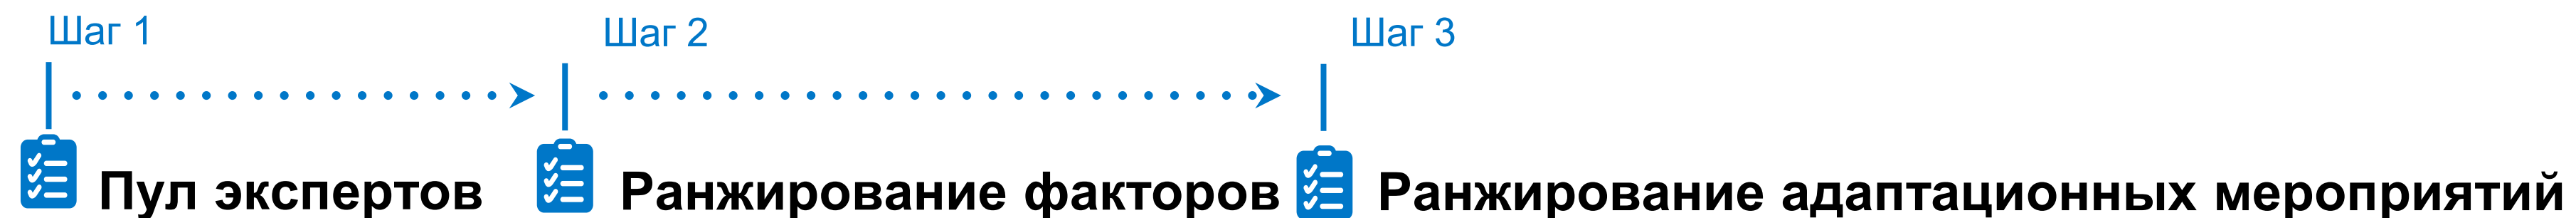 Шаг 1
Шаг 2
Шаг 3
Пул экспертов
Ранжирование факторов
Ранжирование адаптационных мероприятий